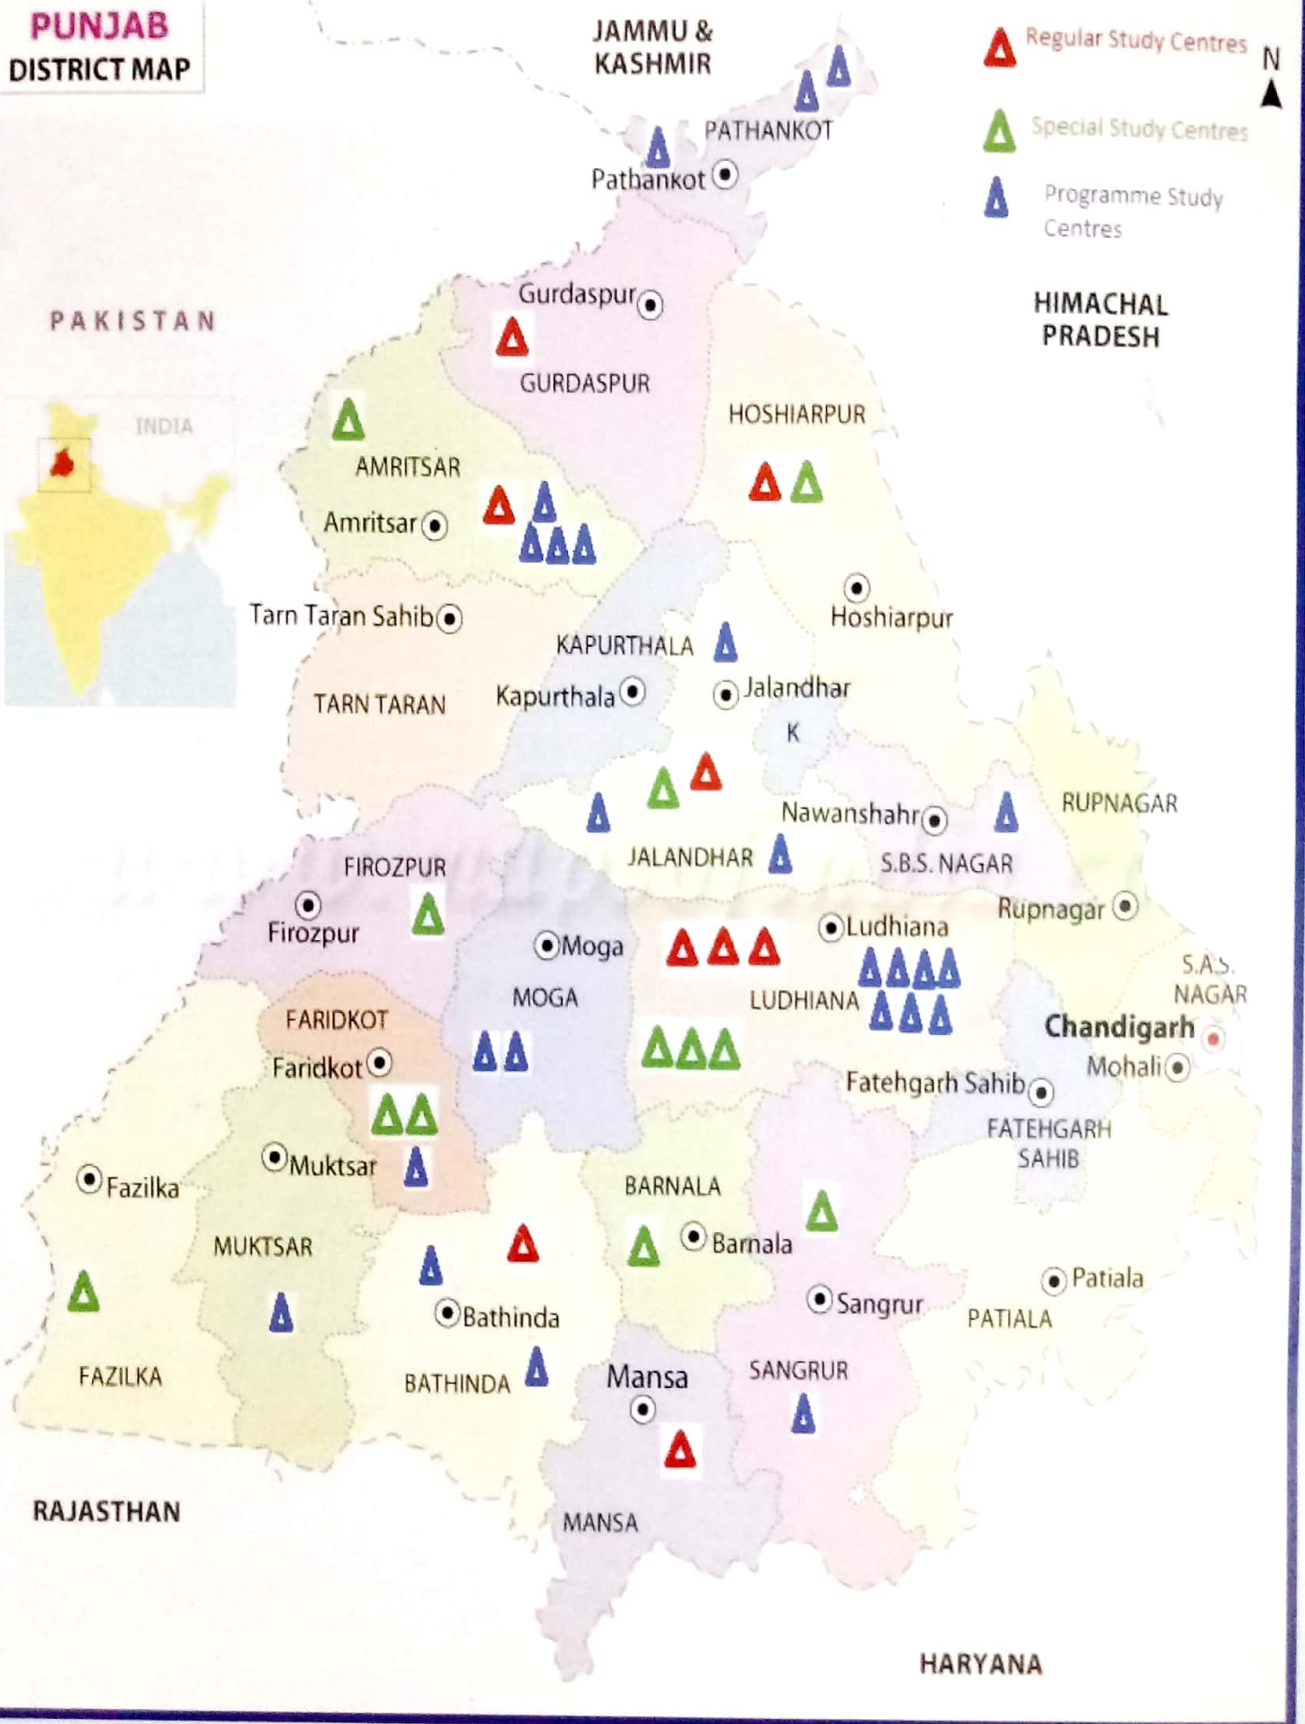 PUNJAB
DISTRICT MAP
JAMMU &
KASHMIR
Regular Study Centres
N
Special Study Centres
Programme Study
Centres
PATHANKOT
Pathankot
HIMACHAL
PRADESH
PAKISTAN
Gurdaspur
GURDASPUR
INDIA
HOSHIARPUR
AMRITSAR
Amritsar
Hoshiarpur
Tarn Taran Sahib
KAPURTHALA
TARN TARAN
Kapurthala
Jalandhar
K
Nawanshahr
RUPNAGAR
JALANDHAR
S.B.S. NAGAR
FIROZPUR
Firozpur
Rupnagar
Moga
Ludhiana
S.A.S.
NAGAR
MOGA
LUDHIANA
FARIDKOT
Chandigarh
Faridkot
Mohali
Fatehgarh Sahib
FATEHGARH
SAHIB
Muktsar
Fazilka
BARNALA
Barnala
MUKTSAR
Patiala
Bathinda
Sangrur
PATIALA
FAZILKA
BATHINDA
Mansa
SANGRUR
RAJASTHAN
MANSA
HARYANA